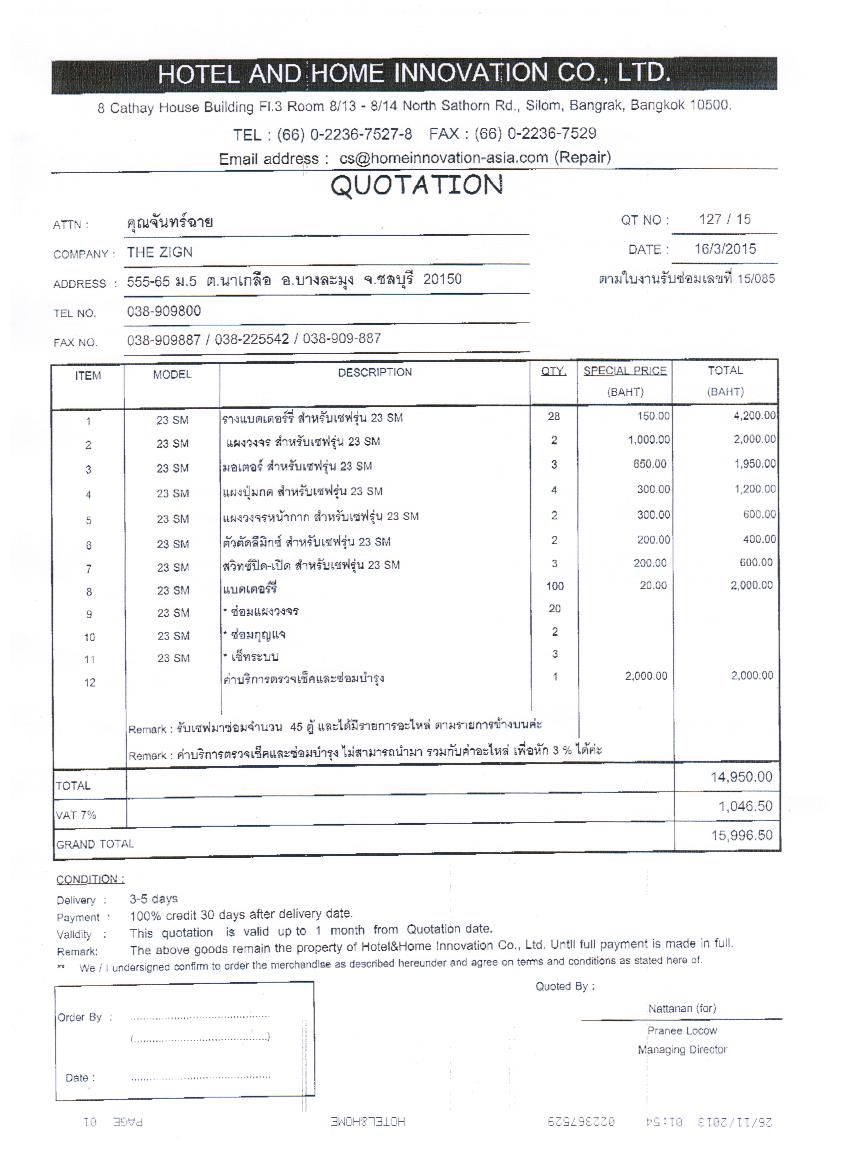 HOTEL AND HOME INNOVATION CO., LTD.
8 Cathay House Building Fl.3 Room 8/13 - 8/14 North Sathorn Rd., Silom, Bangrak, Bangkok 10500.
TEL : (66) 0-2236-7527-8 FAX : (66) 0-2236-7529
Email address : cs@homeinnovation-asia.com (Repair)
QUOTATION
ATTN : คุณจันทร์ฉาย QT NO : 127 / 15
COMPANY : THE ZIGN DATE : 16/3/2015
ADDRESS : 555-65 ม.5 ต.นาเกลือ อ.บางละมุง จ.ชลบุรี 20150 ตามใบงานรับซ่อมเลขที่ 15/085
TEL NO. 038-909800
FAX NO. 038-909887 / 038-225542 / 038-909-887
ITEM MODEL DESCRIPTION QTY. SPECIAL PRICE TOTAL
(BAHT) (BAHT)
1 23 SM รางแบตเตอร์รี่ สำหรับเซฟรุ่น 23 SM 28 150.00 4,200.00
2 23 SM แผงวงจร สำหรับเซฟรุ่น 23 SM 2 1,000.00 2,000.00
3 23 SM มอเตอร์ สำหรับเซฟรุ่น 23 SM 3 650.00 1,950.00
4 23 SM แผงปุ่มกด สำหรับเซฟรุ่น 23 SM 4 300.00 1,200.00
5 23 SM แผงวงจรหน้ากาก สำหรับเซฟรุ่น 23 SM 2 300.00 600.00
6 23 SM ตัวตัดลิมิทซ์ สำหรับเซฟรุ่น 23 SM 2 200.00 400.00
7 23 SM สวิทซ์ปิด-เปิด สำหรับเซฟรุ่น 23 SM 3 200.00 600.00
8 23 SM แบตเตอร์รี่ 100 20.00 2,000.00
9 23 SM * ซ่อมแผงวงจร 20
10 23 SM * ซ่อมกุญแจ 2
11 23 SM * เช็ทระบบ 3
12 ค่าบริการตรวจเช็คและซ่อมบำรุง 1 2,000.00 2,000.00
Remark : รับเซฟมาซ่อมจำนวน 45 ตู้ และได้มีรายการอะไหล่ ตามรายการข้างบนค่ะ
Remark : ค่าบริการตรวจเช็คและซ่อมบำรุง ไม่สามารถนำมา รวมกับค่าอะไหล่ เพื่อหัก 3 % ได้ค่ะ
TOTAL 14,950.00
VAT 7% 1,046.50
GRAND TOTAL 15,996.50
CONDITION :
Delivery : 3-5 days
Payment : 100% credit 30 days after delivery date.
Validity : This quotation is valid up to 1 month from Quotation date.
Remark: The above goods remain the property of Hotel&Home Innovation Co., Ltd. Until full payment is made in full.
** We / I undersigned confirm to order the merchandise as described hereunder and agree on terms and conditions as stated here of.
Quoted By :
Order By : ..........................................
(..........................................)
Date : ..........................................
Nattanan (for)
Pranee Locow
Managing Director
26/11/2013 01:54 022367529 HOTEL&HOME PAGE 01